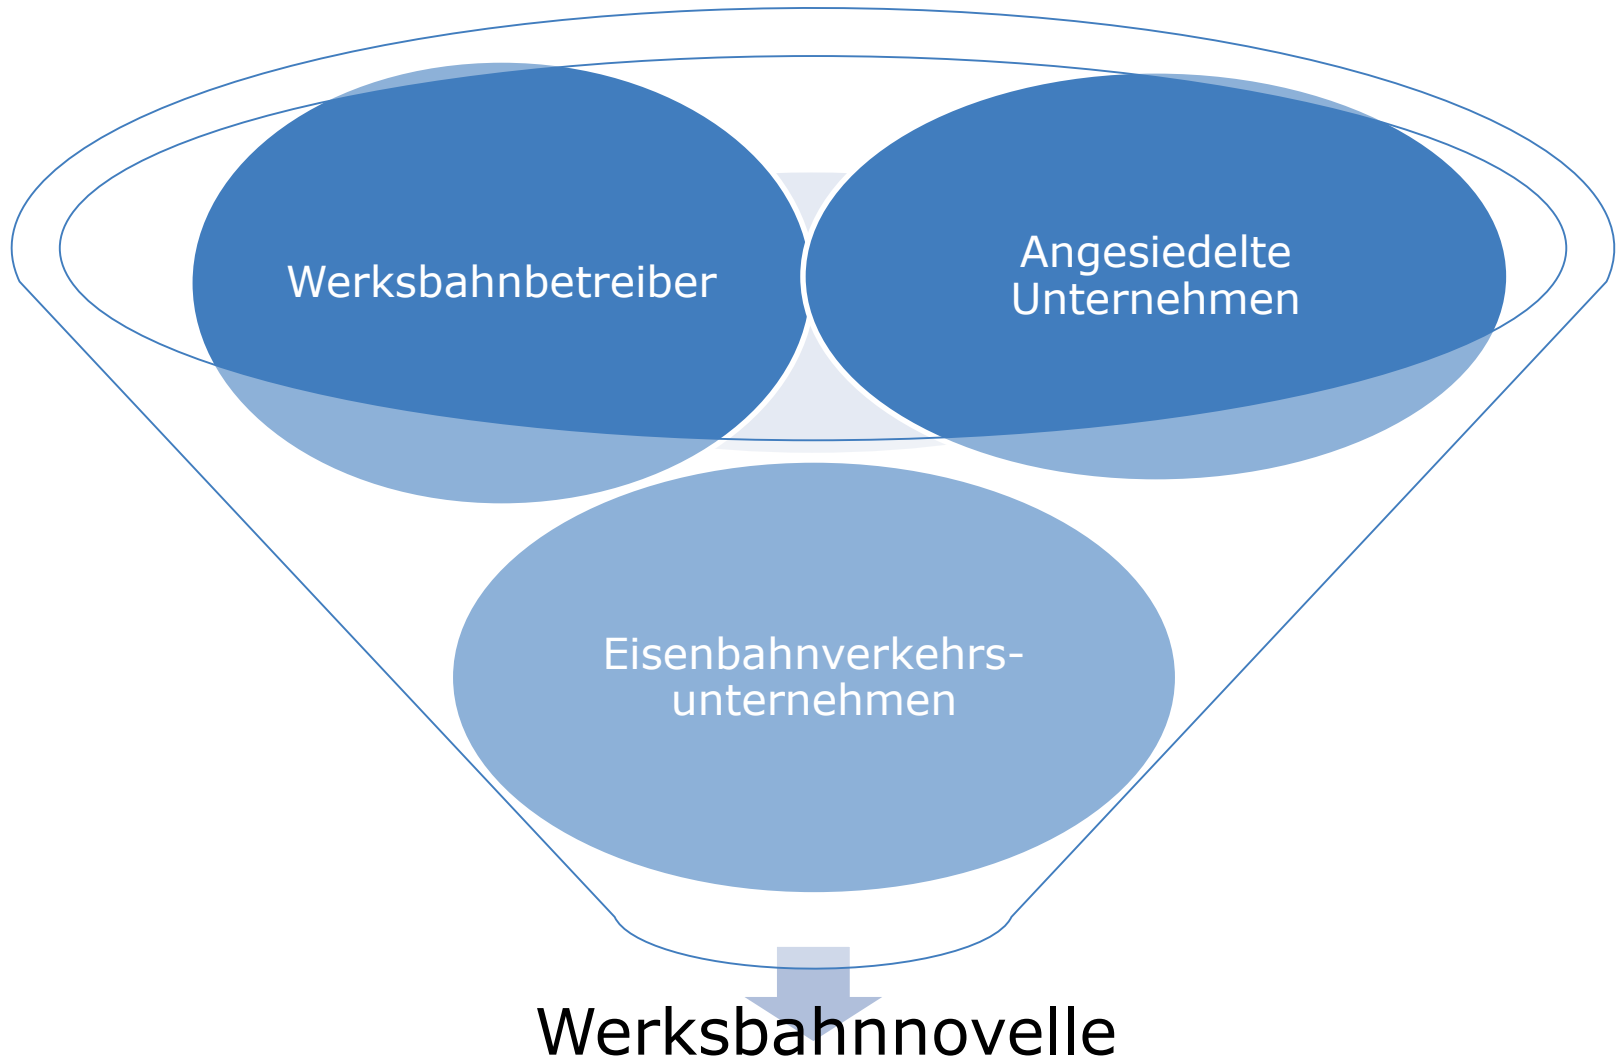 Werksbahnbetreiber
Angesiedelte
Unternehmen
Eisenbahnverkehrs-
unternehmen
Werksbahnnovelle